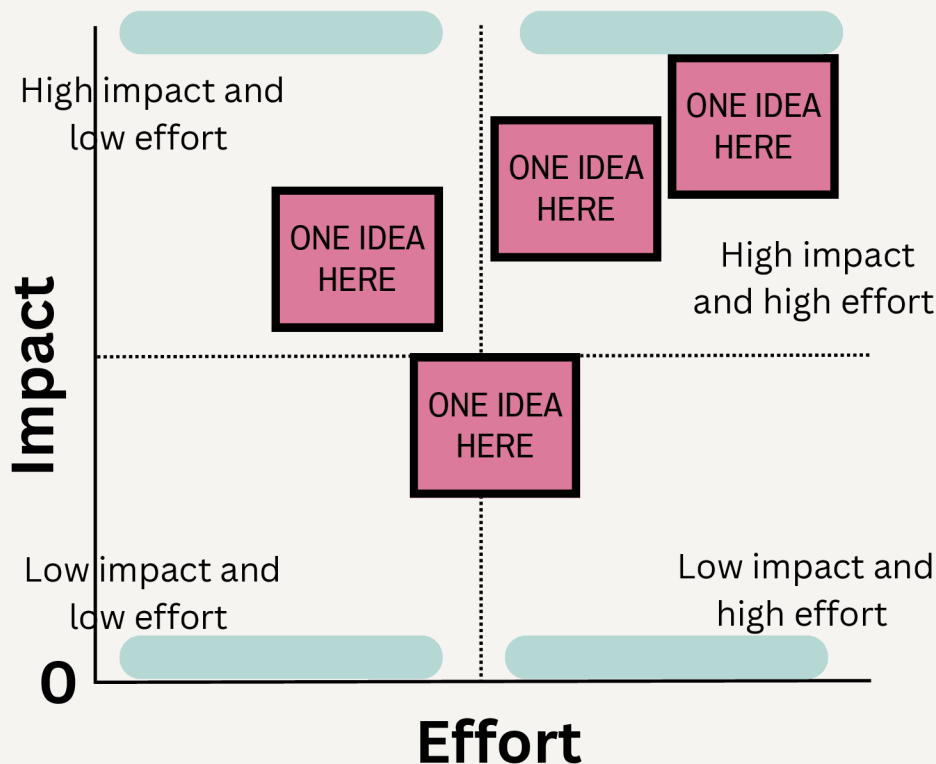 High impact and
low effort
ONE IDEA
HERE
ONE IDEA
HERE
ONE IDEA
HERE
High impact
and high effort
Impact
ONE IDEA
HERE
Low impact and
low effort
Low impact and
high effort
0
Effort